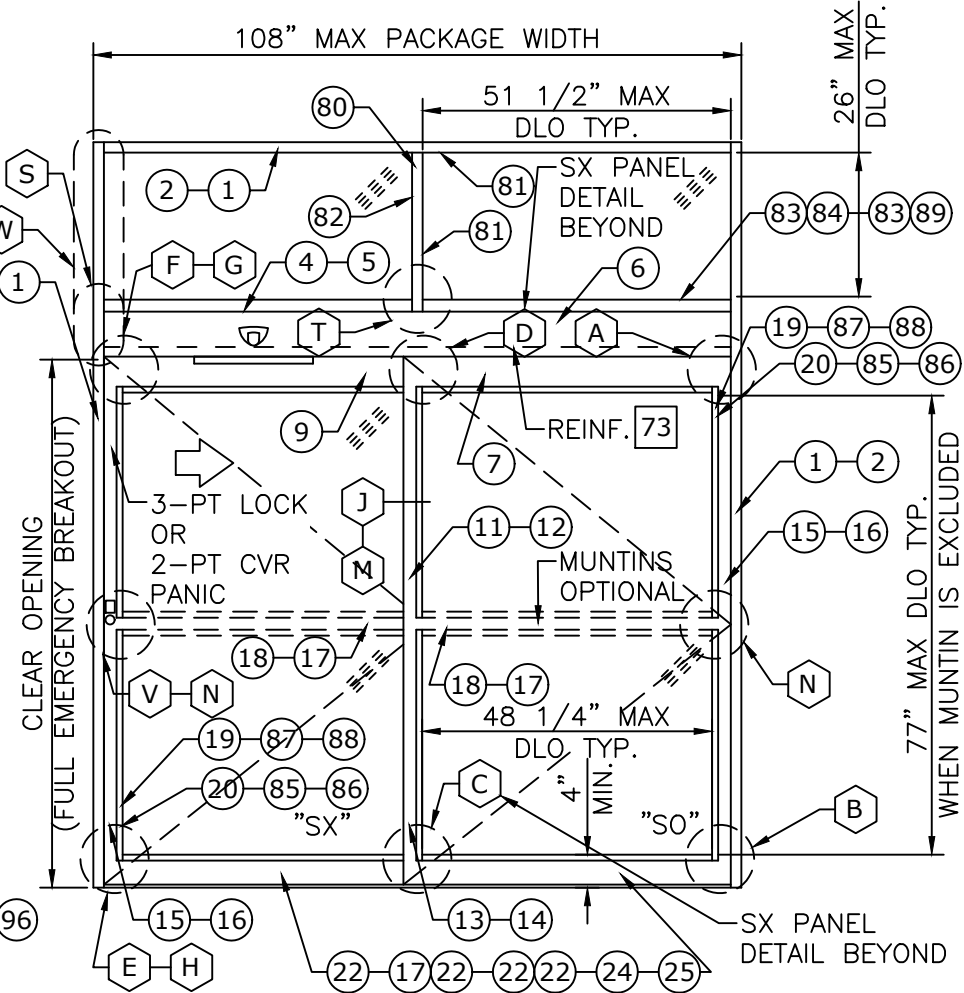 108" MAX PACKAGE WIDTH
26" MAX
DLO TYP.
51 1/2" MAX
DLO TYP.
80
S
2 1
82
81
SX PANEL
DETAIL
BEYOND
81
83 84 83 89
W
1
F G
4 5
6
T
D
A
19 87 88
20 85 86
9
7
REINF. 73
CLEAR OPENING
(FULL EMERGENCY BREAKOUT)
3-PT LOCK
OR
2-PT CVR
PANIC
J
M
11 12
MUNTINS
OPTIONAL
1 2
15 16
77" MAX DLO TYP.
WHEN MUNTIN IS EXCLUDED
18 17
18 17
V N
N
48 1/4" MAX
DLO TYP.
19 87 88
20 85 86
4"
MIN.
C
"SX"
"SO"
B
96
15 16
13 14
SX PANEL
DETAIL BEYOND
E H
22 17 22 22 22 24 25